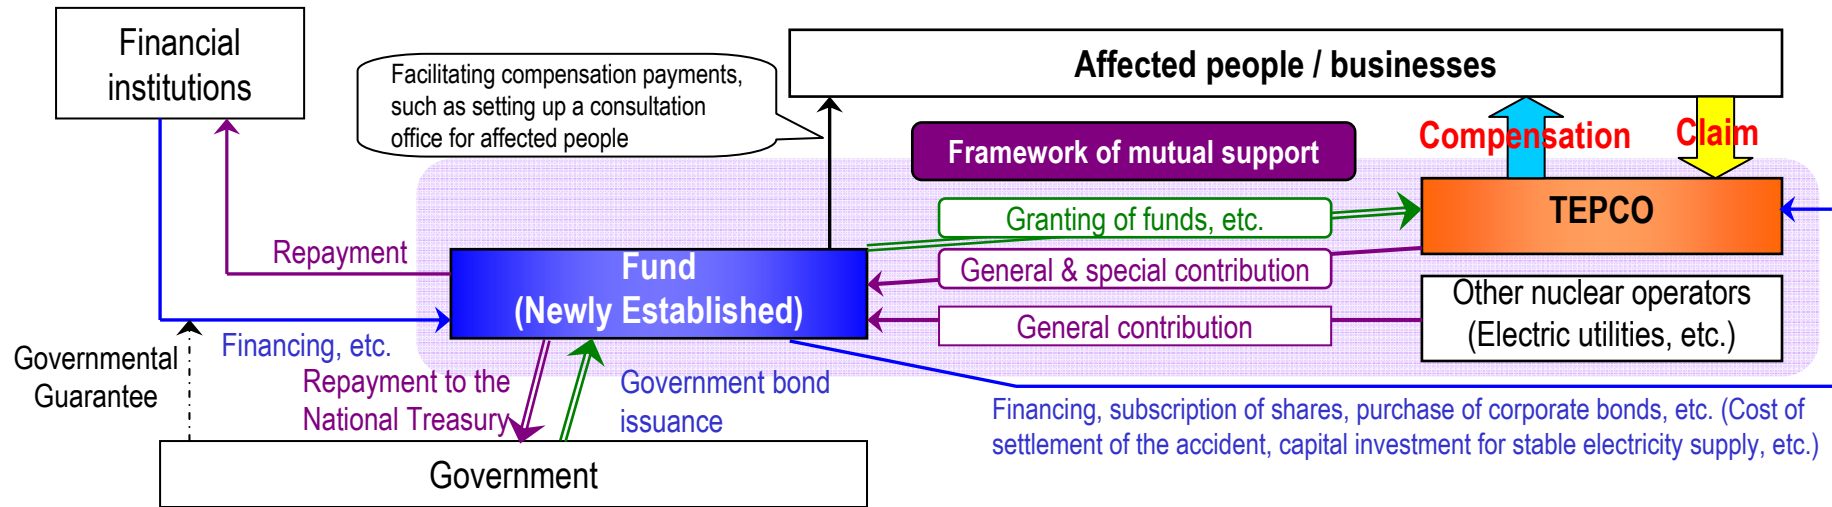 Financial
institutions
Facilitating compensation payments,
such as setting up a consultation
office for affected people
Affected people / businesses
Compensation
Claim
Framework of mutual support
Granting of funds, etc.
TEPCO
Repayment
Fund
(Newly Established)
General & special contribution
Other nuclear operators
(Electric utilities, etc.)
General contribution
Governmental
Guarantee
Financing, etc.
Repayment to the
National Treasury
Government bond
issuance
Financing, subscription of shares, purchase of corporate bonds, etc. (Cost of
settlement of the accident, capital investment for stable electricity supply, etc.)
Government